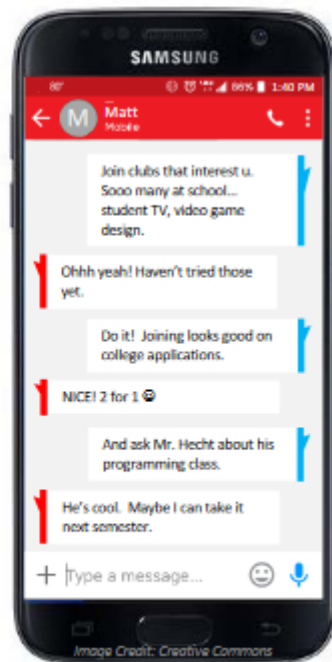 SAMSUNG
80°
86% 1:40 PM
M
Matt
Mobile
Join clubs that interest u.
Sooo many at school...
student TV, video game
design.
Ohhh yeah! Haven't tried those
yet.
Do it! Joining looks good on
college applications.
NICE! 2 for 1 😀
And ask Mr. Hecht about his
programming class.
He's cool. Maybe I can take it
next semester.
Type a message...
Image Credit: Creative Commons